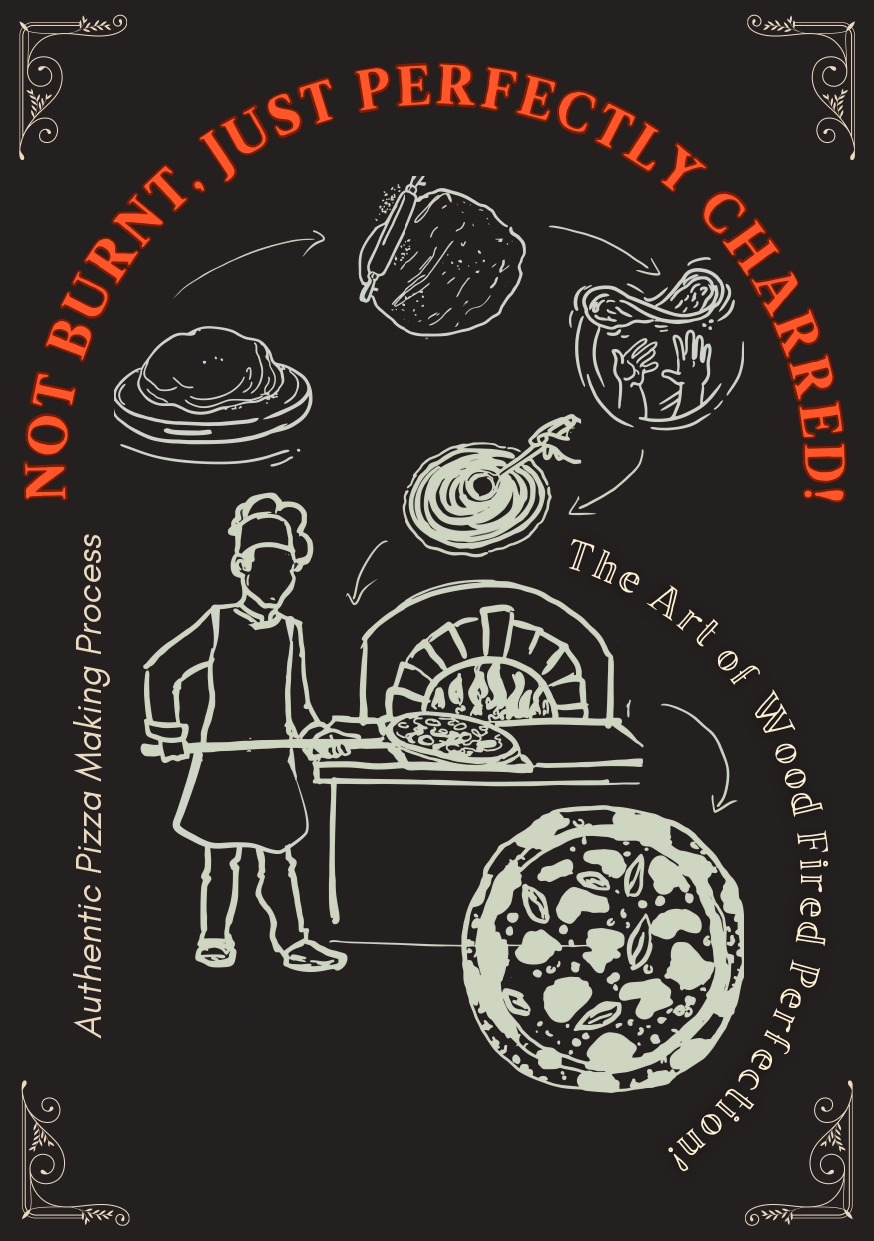 NOT BURNT, JUST PERFECTLY CHARRED!
Authentic Pizza Making Process
The Art of Wood Fired Perfection!